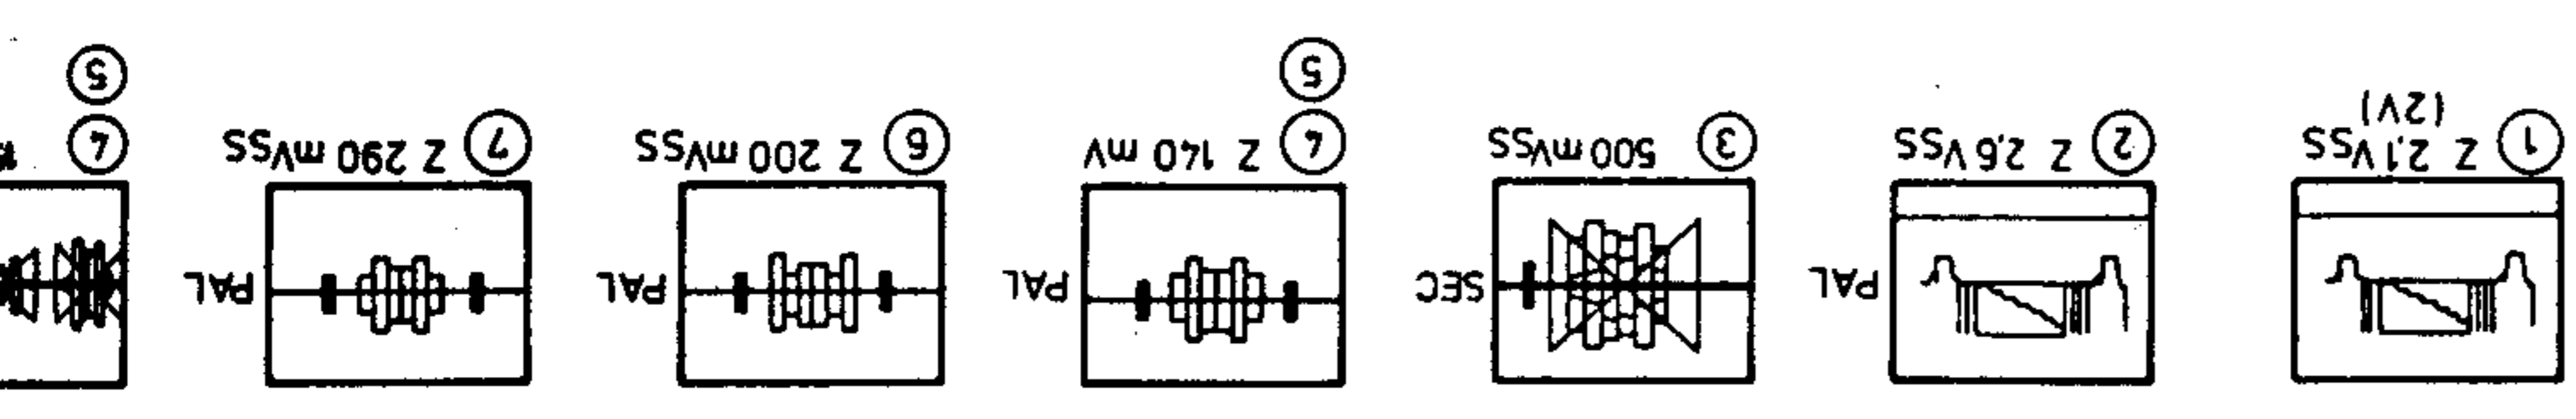 ① Z 2,1 VSS
(2V)
PAL
② Z 2,6 VSS
SEC
③ 500 mVSS
PAL
④ Z 140 mV
⑤
PAL
⑥ Z 200 mVSS
PAL
⑦ Z 290 mVSS
④
⑤